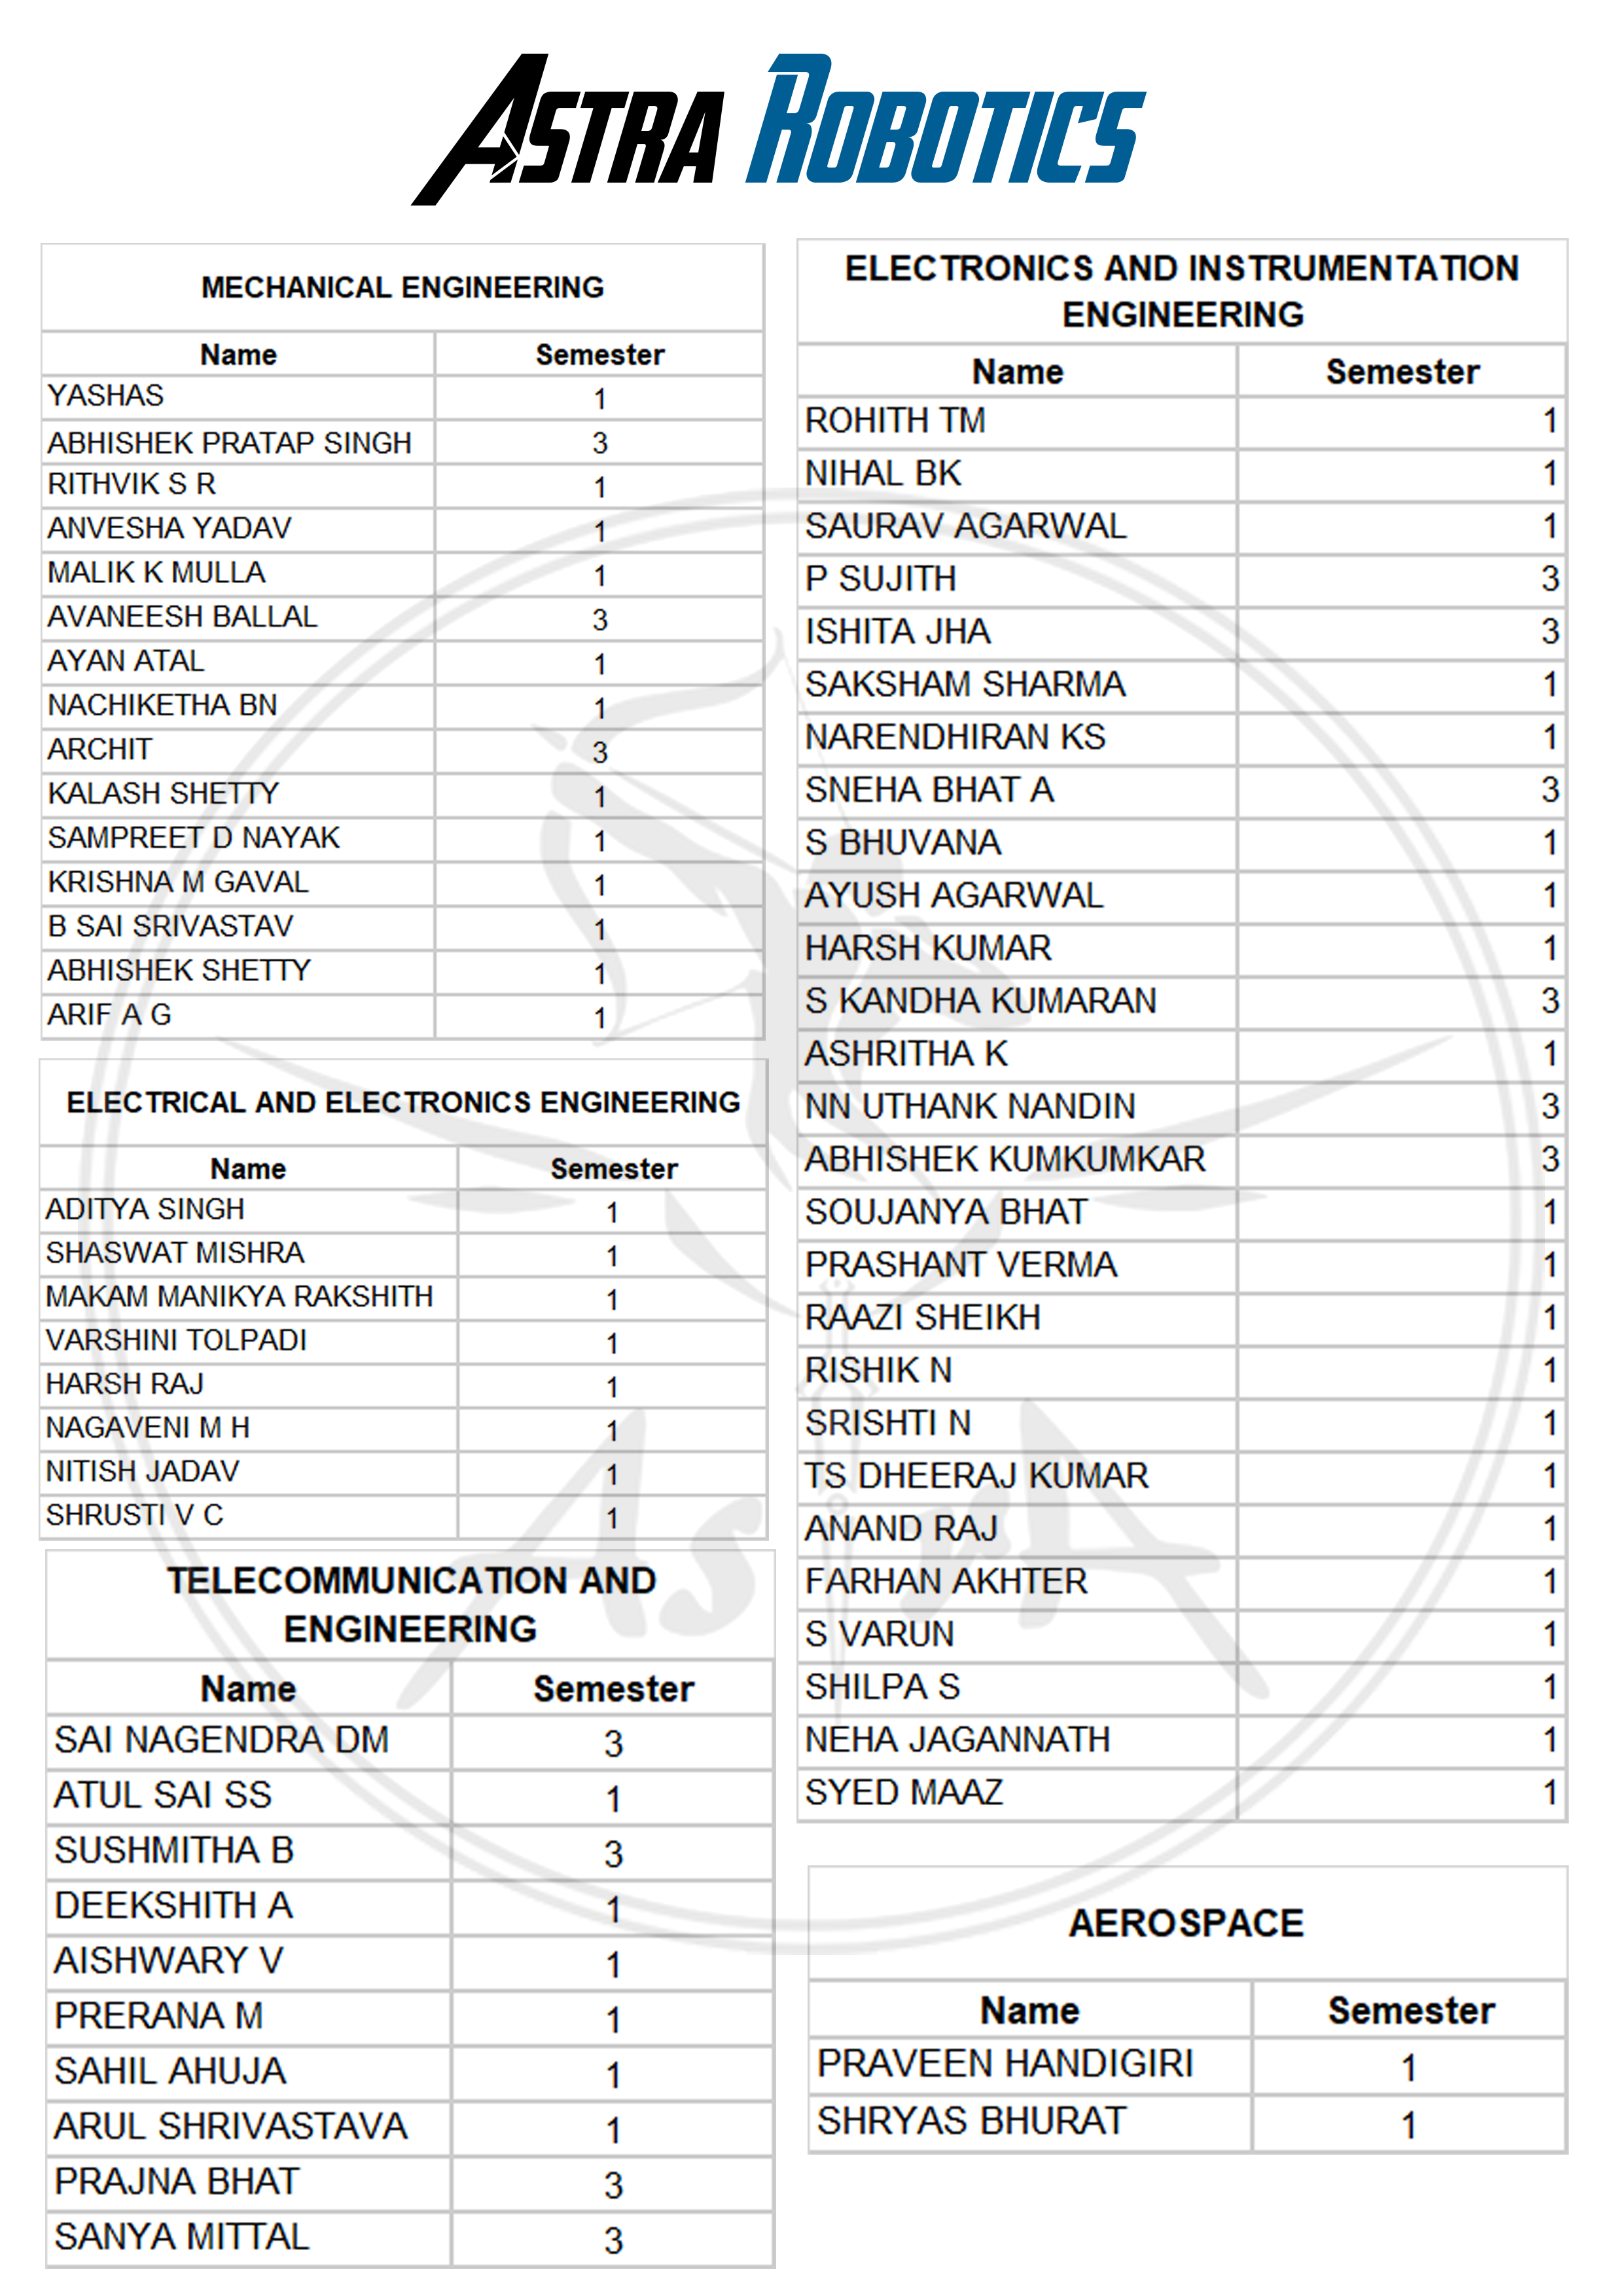 ASTRA ROBOTICS
MECHANICAL ENGINEERING
Name Semester
YASHAS 1
ABHISHEK PRATAP SINGH 3
RITHVIK S R 1
ANVESHA YADAV 1
MALIK K MULLA 1
AVANEESH BALLAL 3
AYAN ATAL 1
NACHIKETHA BN 1
ARCHIT 3
KALASH SHETTY 1
SAMPREET D NAYAK 1
KRISHNA M GAVAL 1
B SAI SRIVASTAV 1
ABHISHEK SHETTY 1
ARIF A G 1
ELECTRICAL AND ELECTRONICS ENGINEERING
Name Semester
ADITYA SINGH 1
SHASWAT MISHRA 1
MAKAM MANIKYA RAKSHITH 1
VARSHINI TOLPADI 1
HARSH RAJ 1
NAGAVENI M H 1
NITISH JADAV 1
SHRUSTI V C 1
TELECOMMUNICATION AND
ENGINEERING
Name Semester
SAI NAGENDRA DM 3
ATUL SAI SS 1
SUSHMITHA B 3
DEEKSHITH A 1
AISHWARY V 1
PRERANA M 1
SAHIL AHUJA 1
ARUL SHRIVASTAVA 1
PRAJNA BHAT 3
SANYA MITTAL 3
ELECTRONICS AND INSTRUMENTATION
ENGINEERING
Name Semester
ROHITH TM 1
NIHAL BK 1
SAURAV AGARWAL 1
P SUJITH 3
ISHITA JHA 3
SAKSHAM SHARMA 1
NARENDHIRAN KS 1
SNEHA BHAT A 3
S BHUVANA 1
AYUSH AGARWAL 1
HARSH KUMAR 1
S KANDHA KUMARAN 3
ASHRITHA K 1
NN UTHANK NANDIN 3
ABHISHEK KUMKUMKAR 3
SOUJANYA BHAT 1
PRASHANT VERMA 1
RAAZI SHEIKH 1
RISHIK N 1
SRISHTI N 1
TS DHEERAJ KUMAR 1
ANAND RAJ 1
FARHAN AKHTER 1
S VARUN 1
SHILPA S 1
NEHA JAGANNATH 1
SYED MAAZ 1
AEROSPACE
Name Semester
PRAVEEN HANDIGIRI 1
SHRYAS BHURAT 1
AstrA